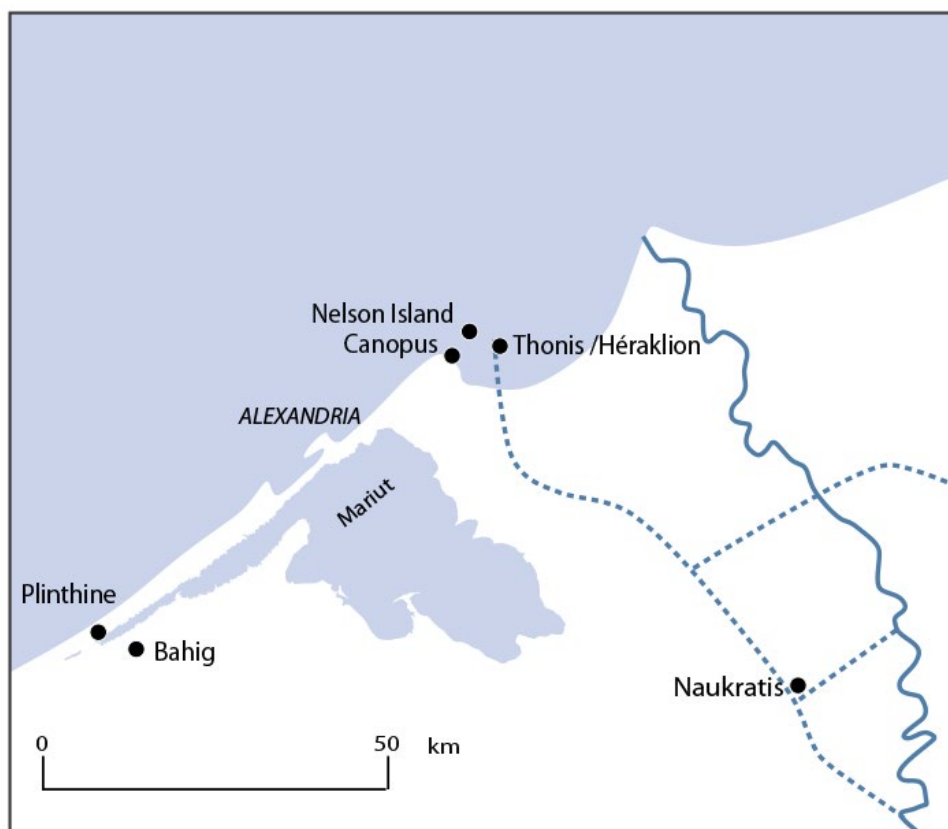 Nelson Island
Canopus
Thonis /Héraklion
ALEXANDRIA
Mariut
Plinthine
Bahig
Naukratis
0 50 km